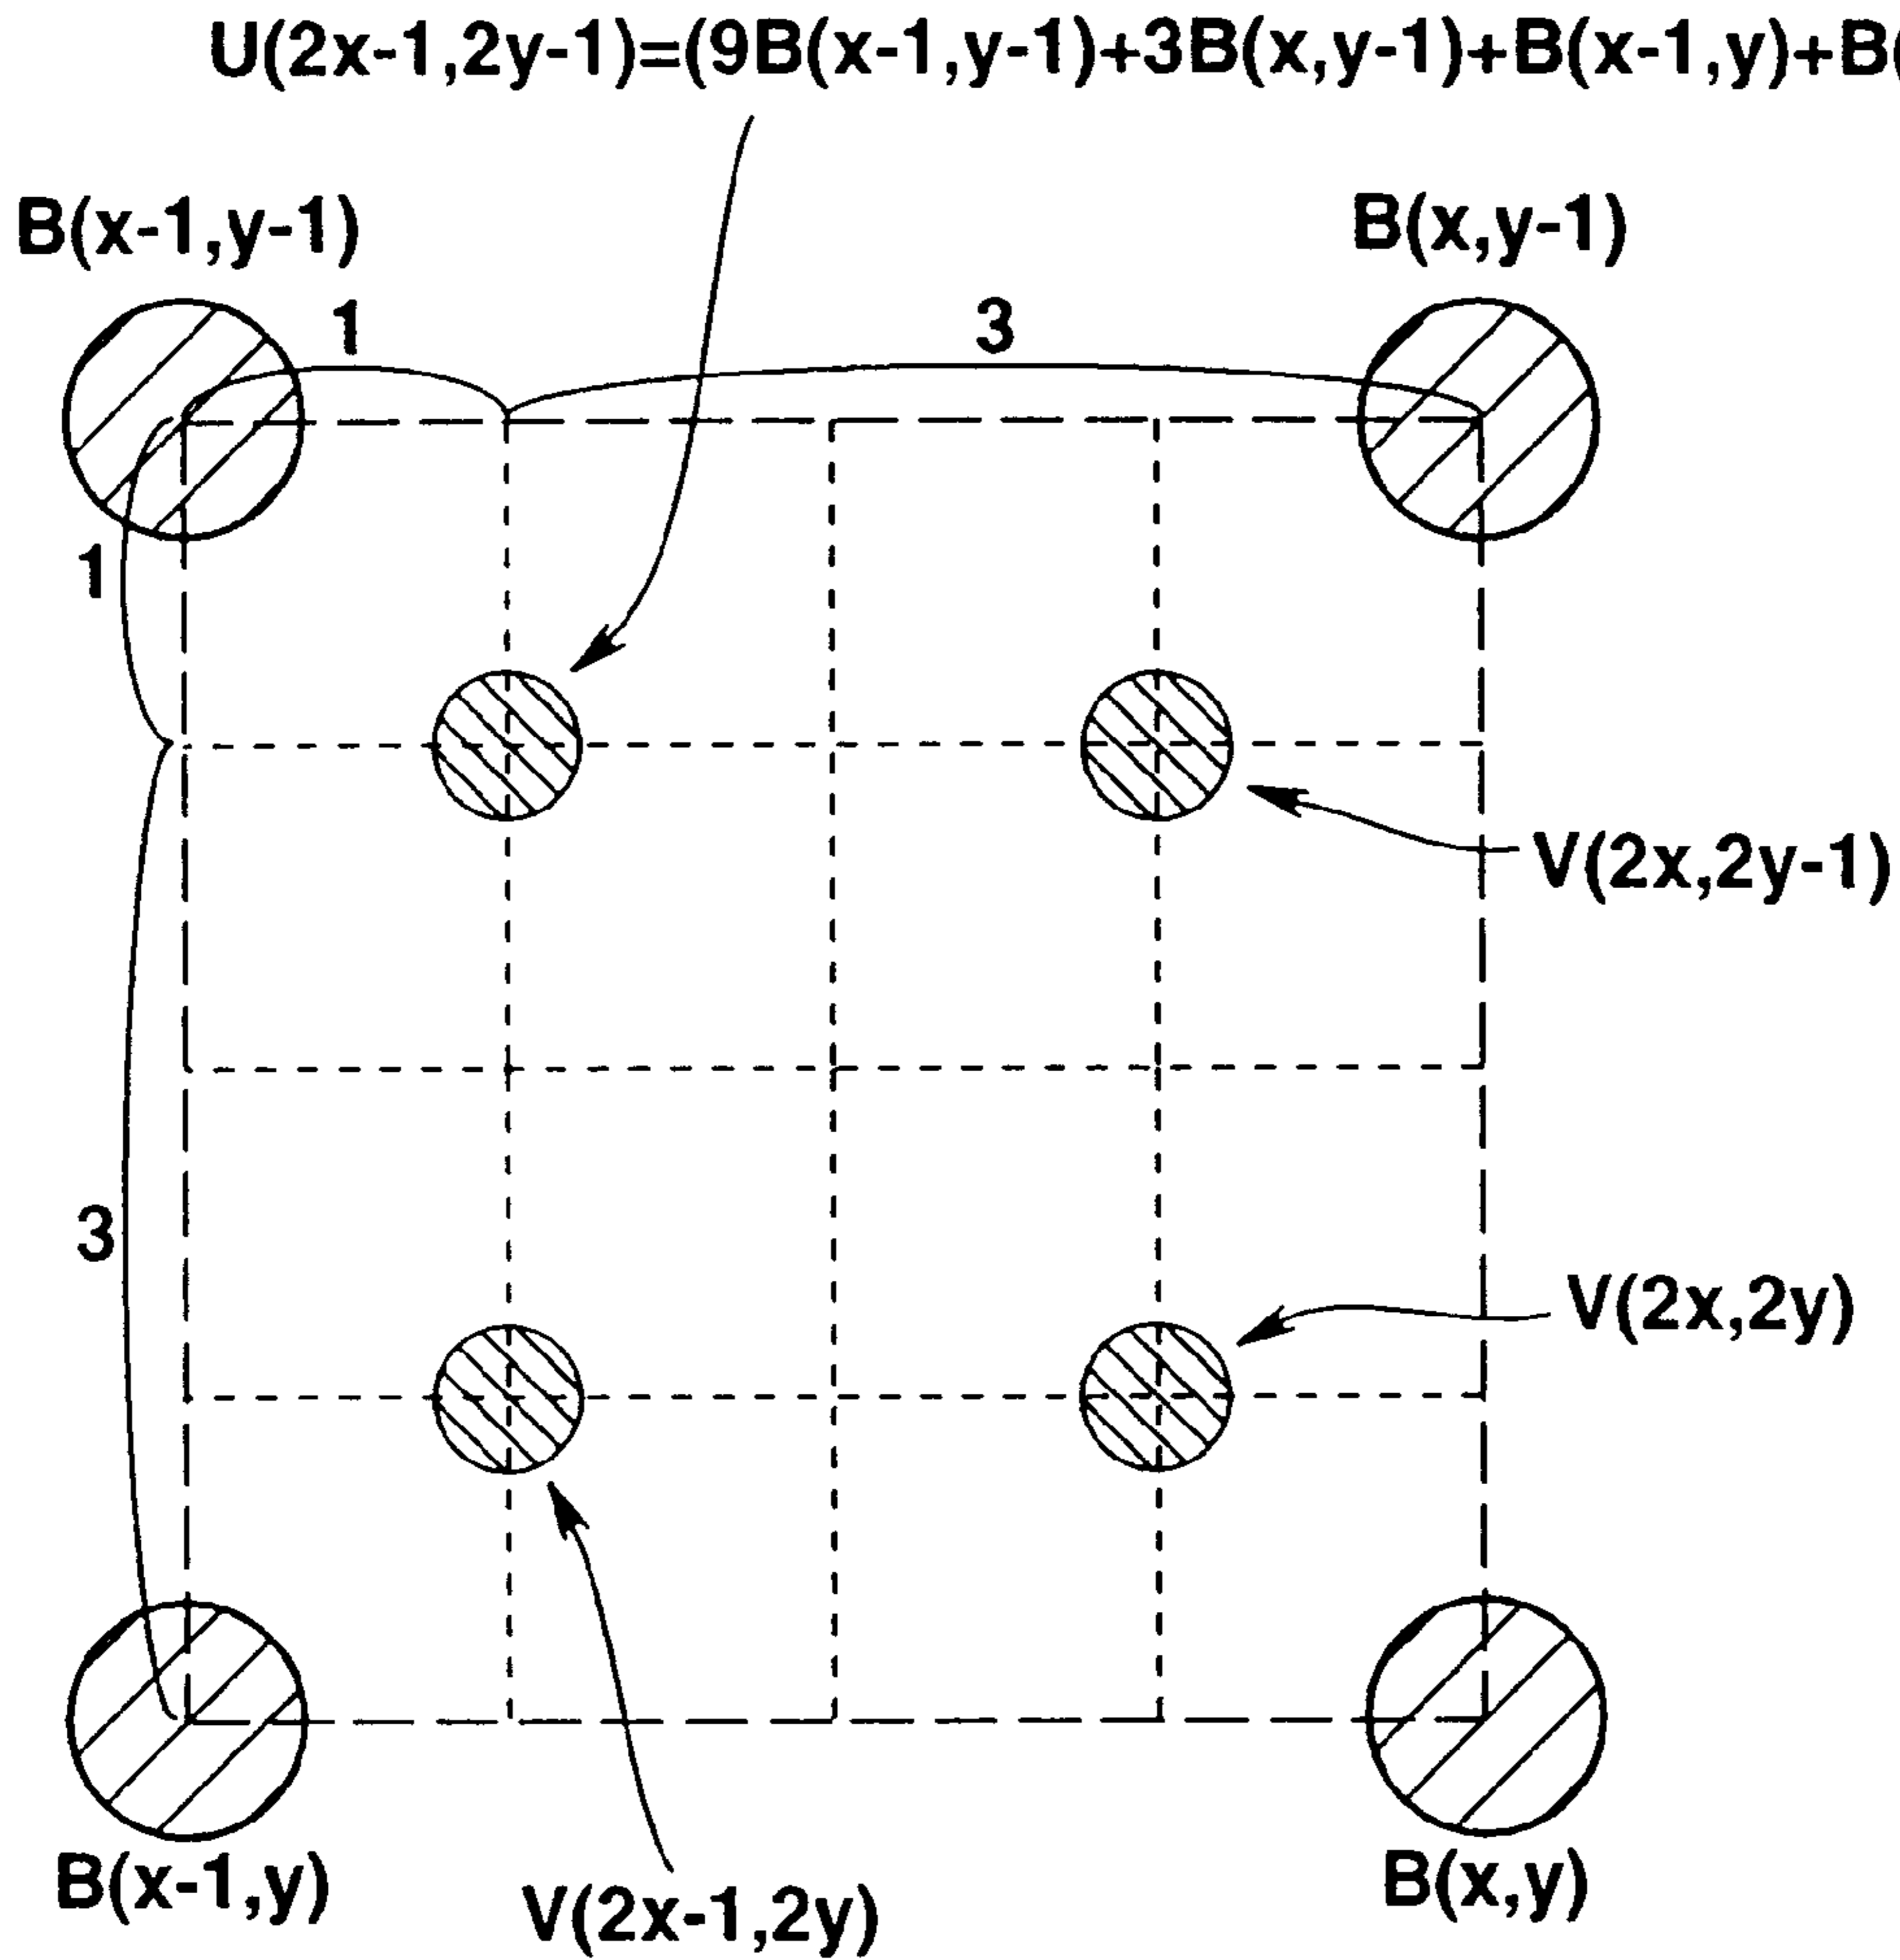 U(2x-1,2y-1)=(9B(x-1,y-1)+3B(x,y-1)+B(x-1,y)+B(
B(x-1,y-1)
B(x,y-1)
1
3
1
V(2x,2y-1)
3
V(2x,2y)
B(x-1,y)
V(2x-1,2y)
B(x,y)